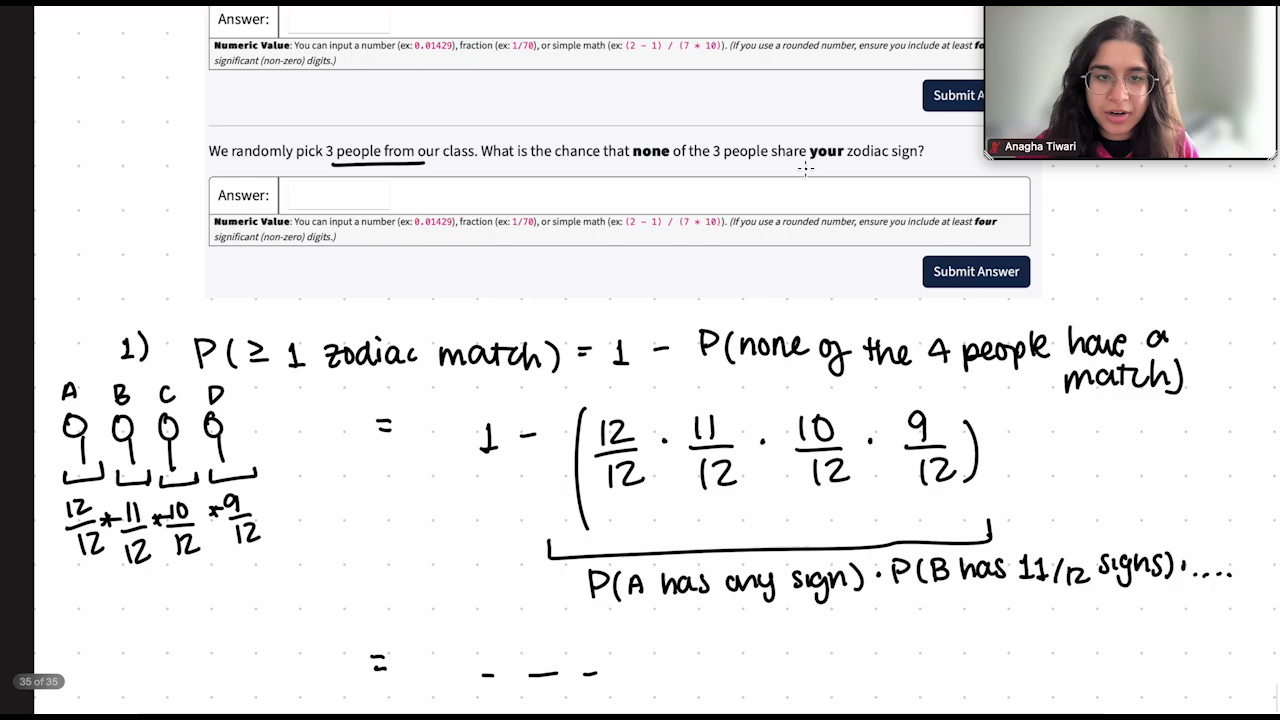 Answer:
Numeric Value: You can input a number (ex: 0.01429), fraction (ex: 1/70), or simple math (ex: (2 - 1) / (7 * 10)). (If you use a rounded number, ensure you include at least fou
significant (non-zero) digits.)
Submit A
We randomly pick 3 people from our class. What is the chance that none of the 3 people share your zodiac sign?
Anagha Tiwari
Answer:
Numeric Value: You can input a number (ex: 0.01429), fraction (ex: 1/70), or simple math (ex: (2 - 1) / (7 * 10)). (If you use a rounded number, ensure you include at least four
significant (non-zero) digits.)
Submit Answer
1) P(≥ 1 zodiac match) = 1 - P(none of the 4 people have a
match)
A B C D
= 1 - (12/12 · 11/12 · 10/12 · 9/12)
12/12 * 11/12 * 10/12 * 9/12
P(A has any sign) · P(B has 11/12 signs) · ....
= - - -
35 of 35